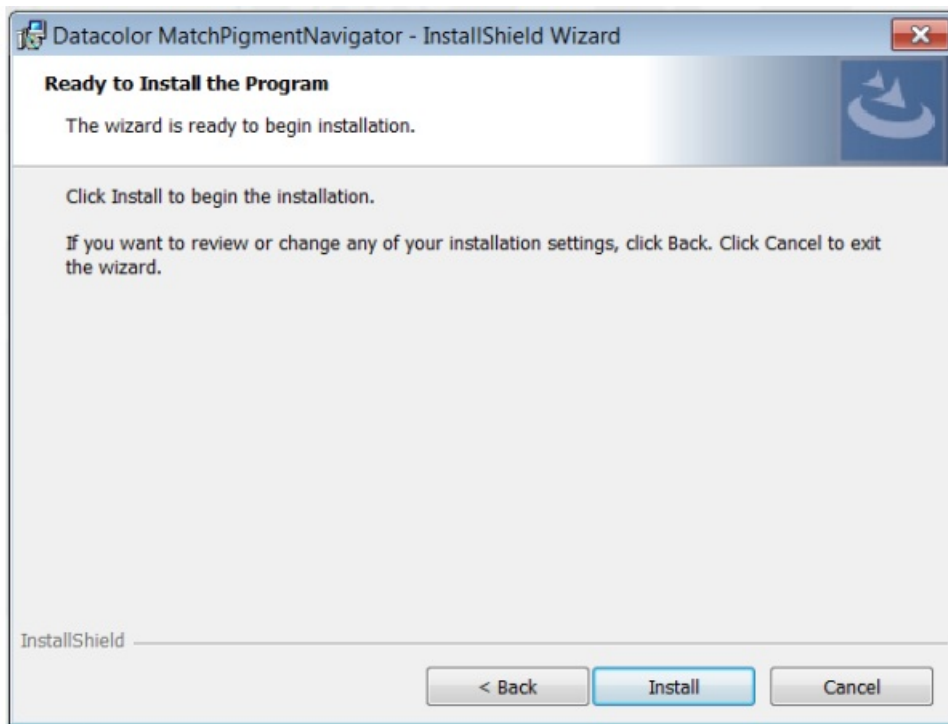 Datacolor MatchPigmentNavigator - InstallShield Wizard
Ready to Install the Program
The wizard is ready to begin installation.
Click Install to begin the installation.
If you want to review or change any of your installation settings, click Back. Click Cancel to exit
the wizard.
InstallShield
< Back
Install
Cancel